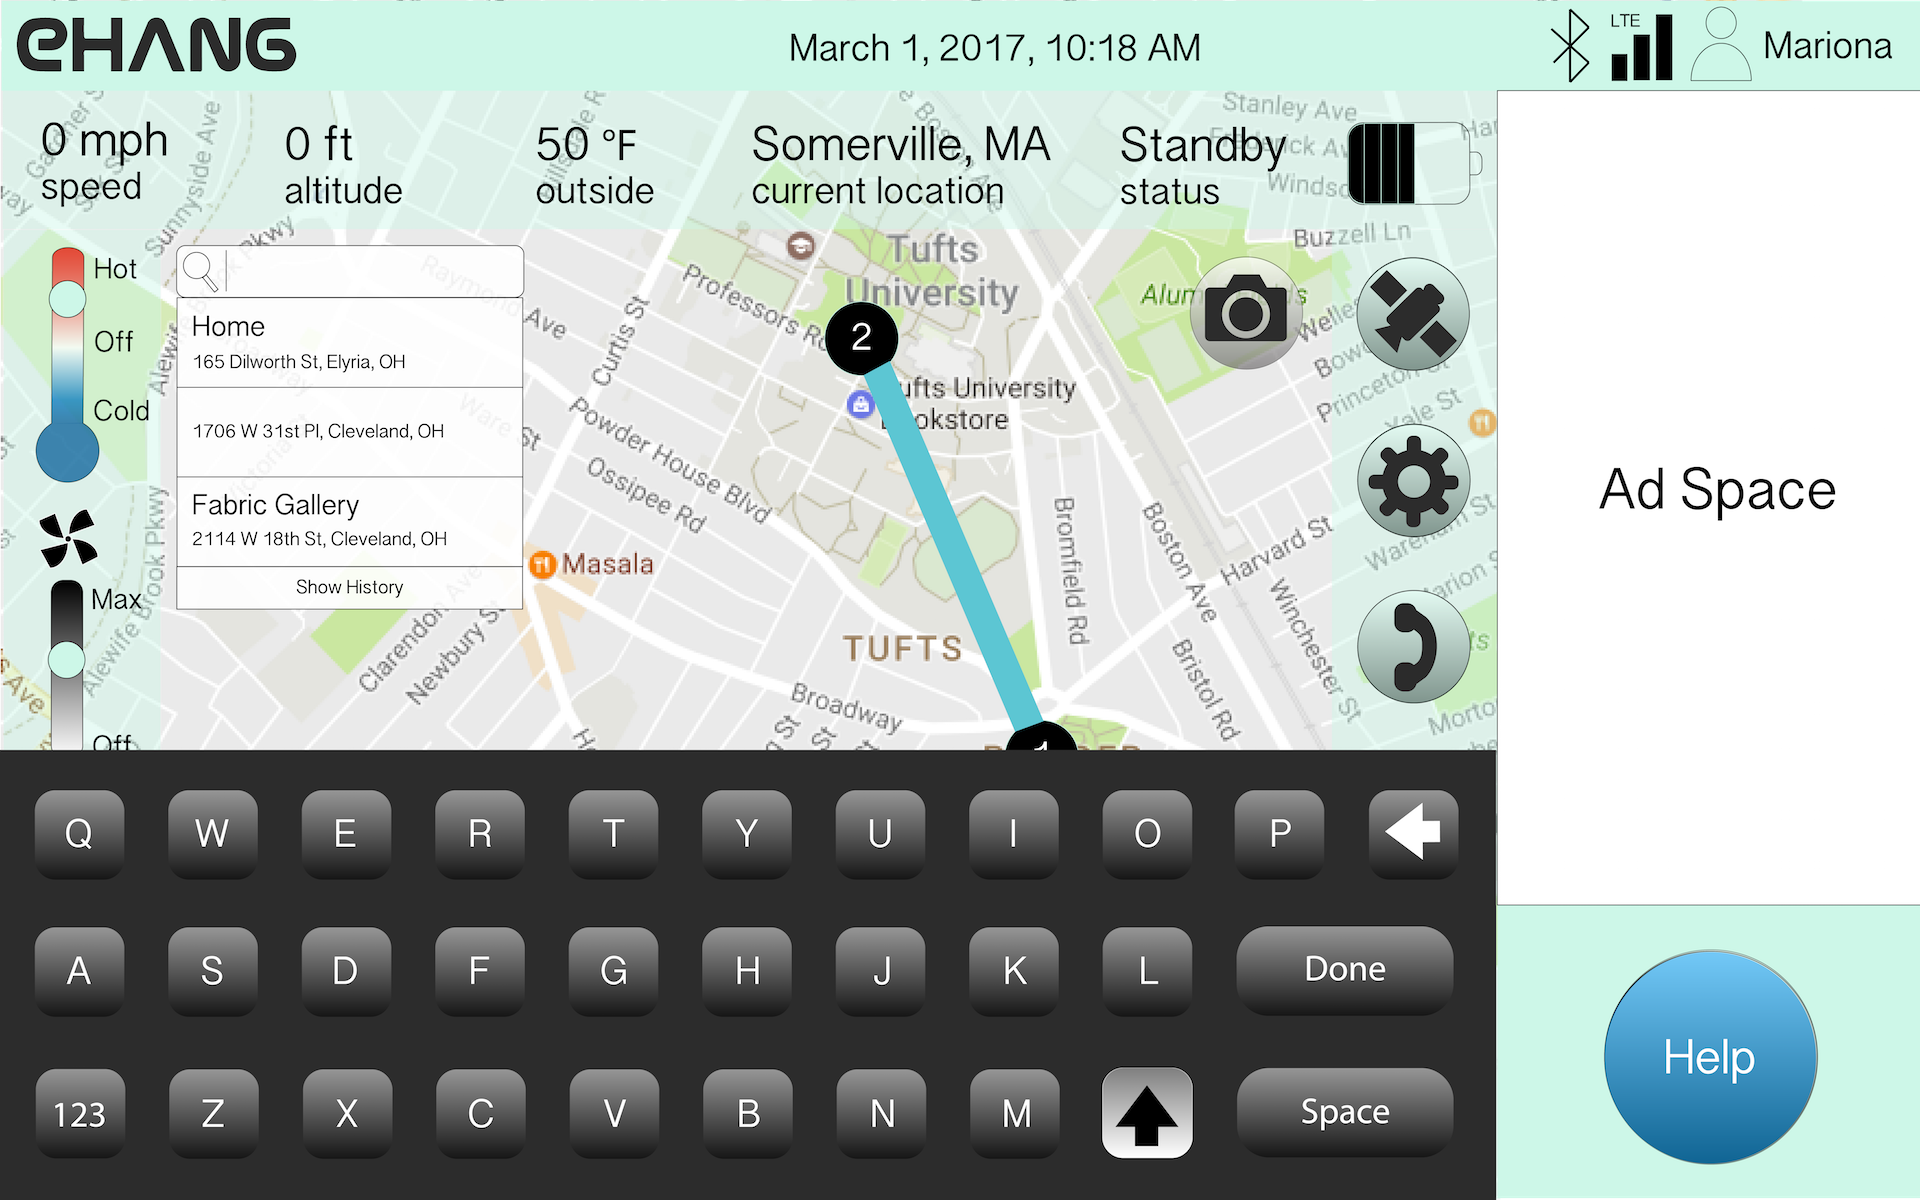 eHANG
March 1, 2017, 10:18 AM
LTE
Mariona
0 mph
speed
0 ft
altitude
50 °F
outside
Somerville, MA
current location
Standby
status
Hot
Off
Cold
Max
Off
Home
165 Dilworth St, Elyria, OH
1706 W 31st Pl, Cleveland, OH
Fabric Gallery
2114 W 18th St, Cleveland, OH
Show History
Stanley Ave
Buzzell Ln
Sunnyside Ave
Tufts
University
Professors
Raymond Ave
Curtis St
2
ufts University
okstore
Ware St
Powder House Blvd
Ossipee Rd
Masala
Clarendon Ave
Newbury
Alewife Brook Pkwy
TUFTS
Broadway
Bromfield Rd
Boston Ave
Harvard St
Winchester St
Bristol Rd
Princeton St
Yale St
1
Ad Space
Q W E R T Y U I O P
A S D F G H J K L Done
123 Z X C V B N M Space
Help